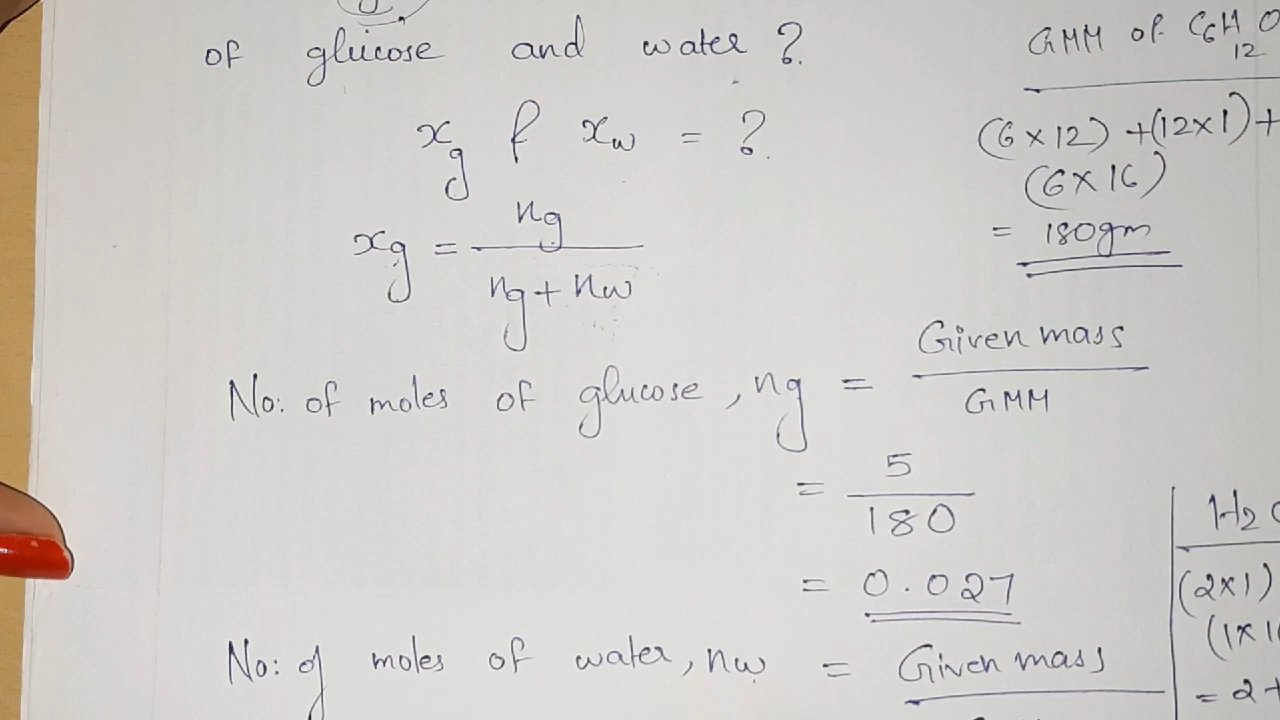 of glucose and water ?
xg & xw = ?
xg = ng / ng + nw
No: of moles of glucose, ng = Given mass / GMM
= 5 / 180
= 0.027
No: of moles of water, nw = Given mass
GMM of C6H12O
(6 x 12) + (12 x 1) +
(6 x 16)
= 180gm
H2
(2x1)
(1x1
= 2+